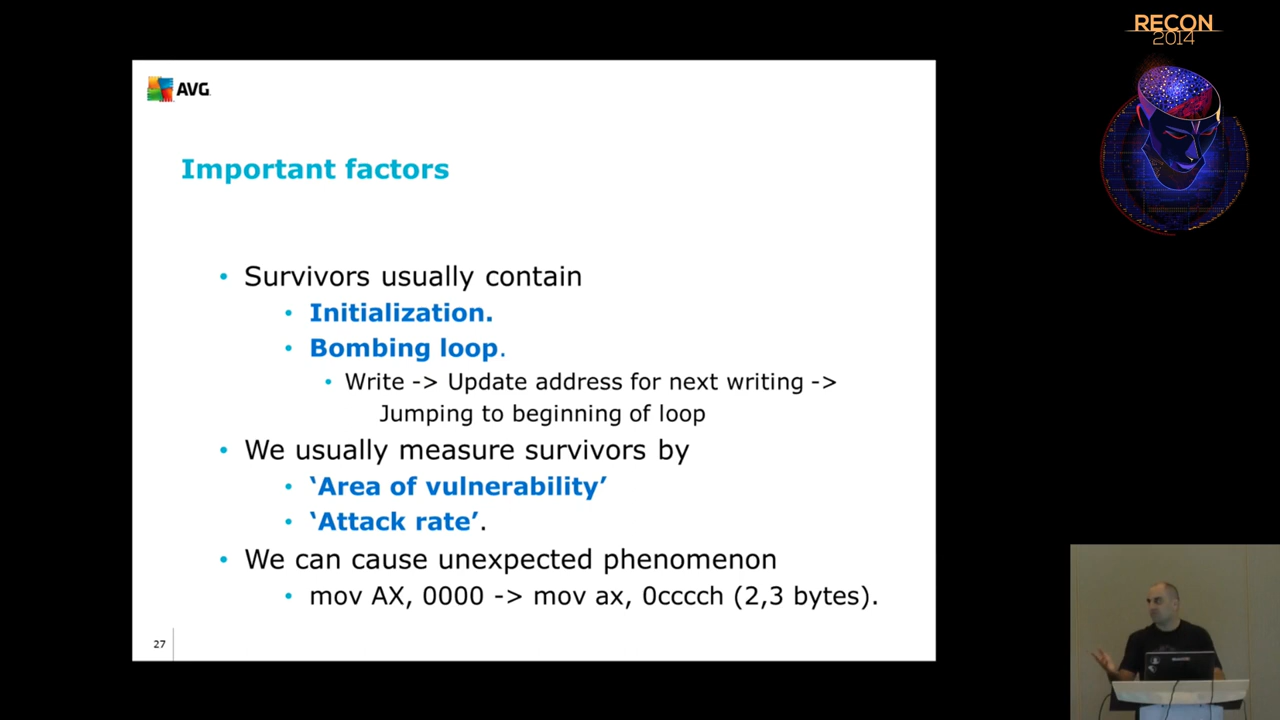 RECON
2014
AVG
Important factors
• Survivors usually contain
• Initialization.
• Bombing loop.
• Write -> Update address for next writing ->
Jumping to beginning of loop
• We usually measure survivors by
• ‘Area of vulnerability’
• ‘Attack rate’.
• We can cause unexpected phenomenon
• mov AX, 0000 -> mov ax, 0cccch (2,3 bytes).
27